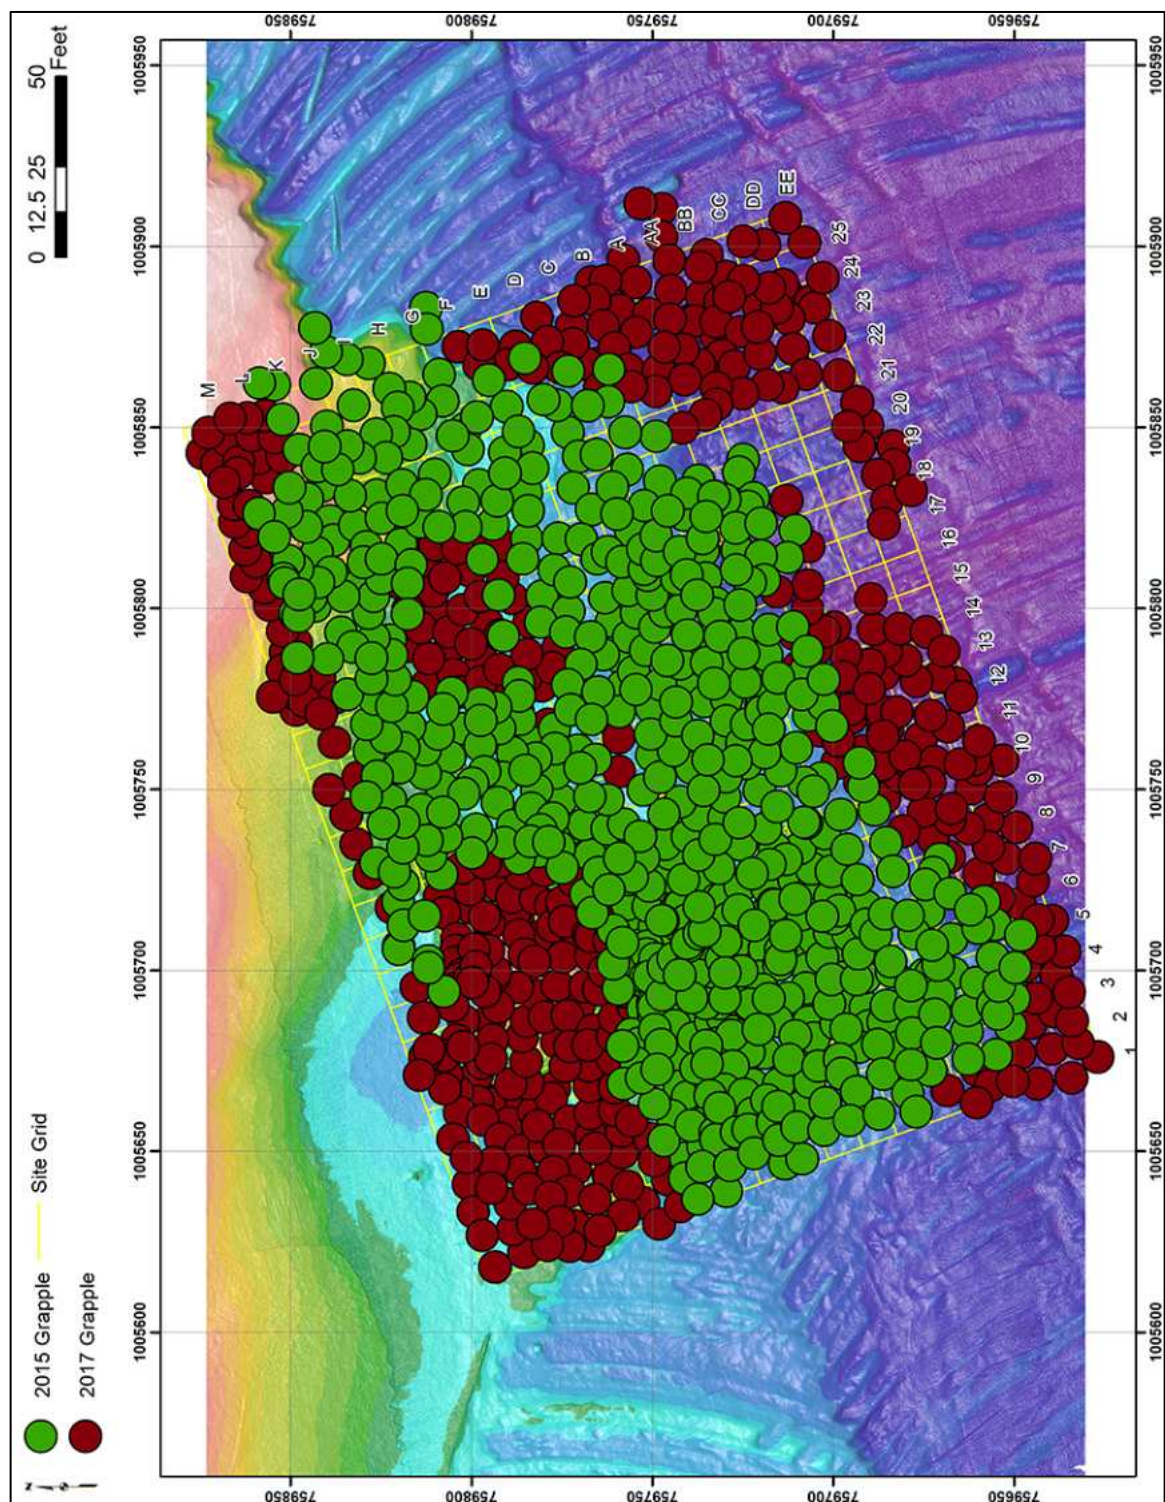 0 12.5 25 50
Feet
2015 Grapple
2017 Grapple
Site Grid
N
759850
759800
759750
759700
759650
1005950
1005900
1005850
1005800
1005750
1005700
1005650
1005600
M
L
K
J
I
H
G
F
E
D
C
B
A
AA
BB
CC
DD
EE
25
24
23
22
21
20
19
18
17
16
15
14
13
12
11
10
9
8
7
6
5
4
3
2
1
1005950
1005900
1005850
1005800
1005750
1005700
1005650
1005600
759850
759800
759750
759700
759650